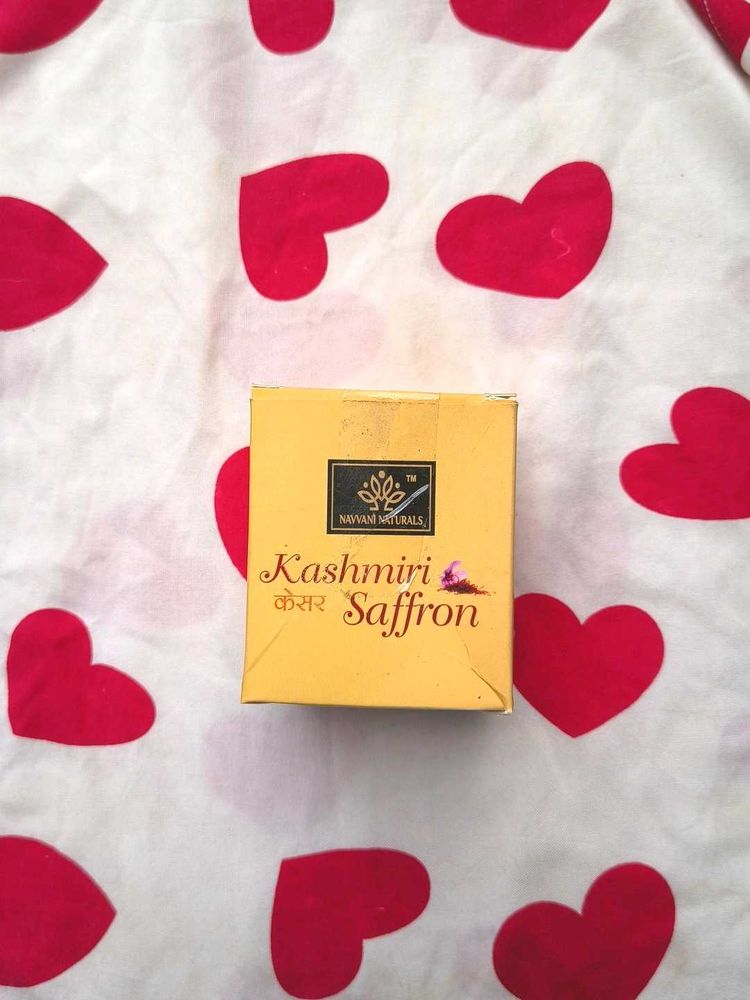 TM
NAVVANI NATURALS
Kashmiri
केसर Saffron